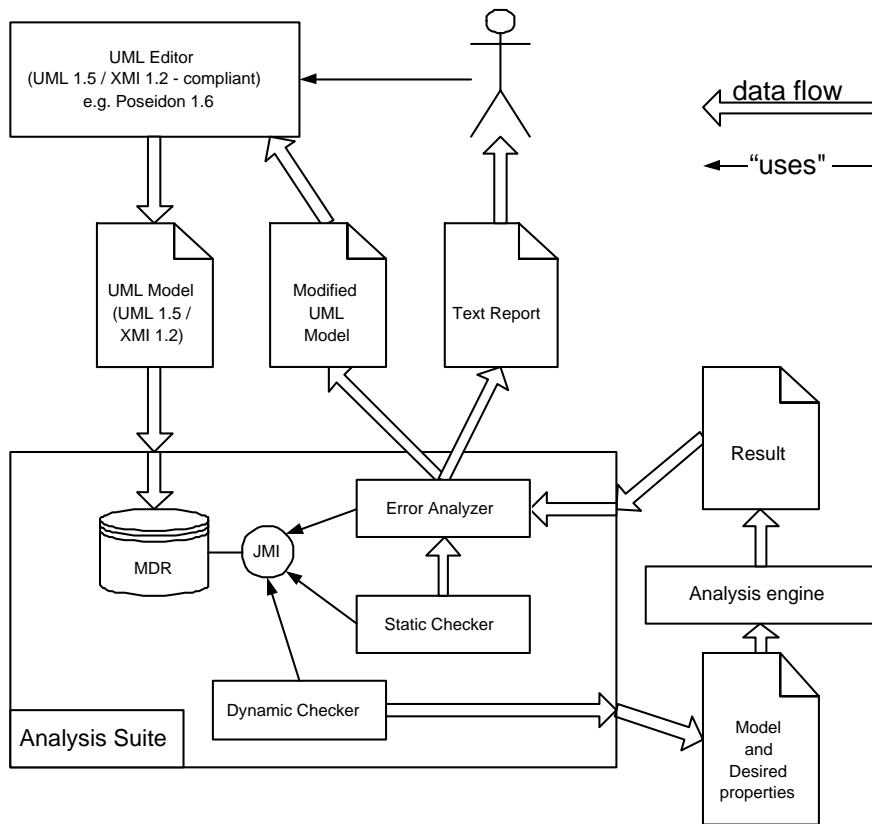 UML Editor
(UML 1.5 / XMI 1.2 - compliant)
e.g. Poseidon 1.6
data flow
“uses"
UML Model
(UML 1.5 /
XMI 1.2)
Modified
UML
Model
Text Report
Result
Error Analyzer
MDR
JMI
Static Checker
Analysis engine
Dynamic Checker
Analysis Suite
Model
and
Desired
properties